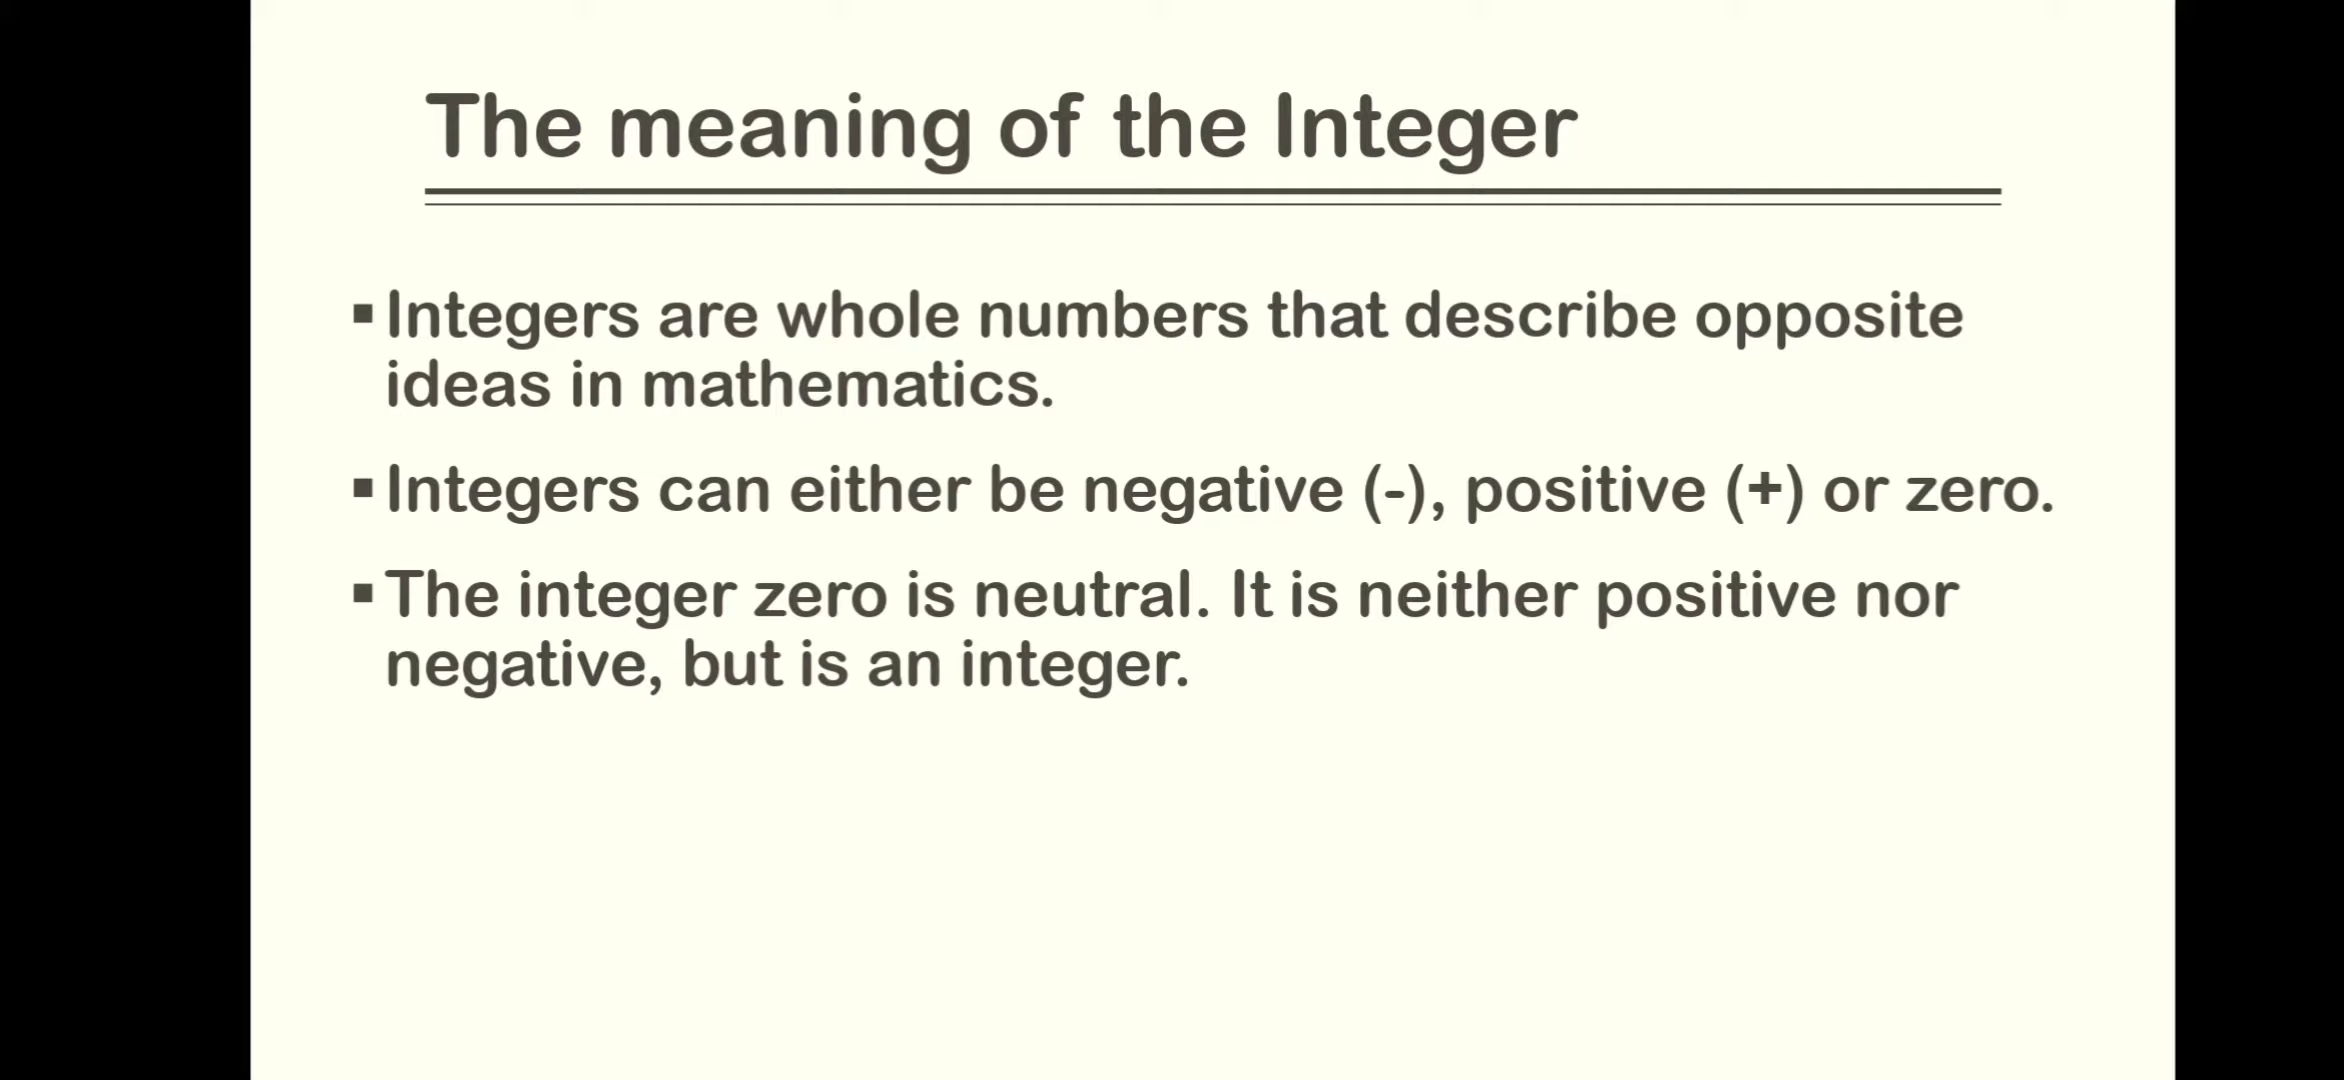 The meaning of the Integer
▪Integers are whole numbers that describe opposite
ideas in mathematics.
▪Integers can either be negative (-), positive (+) or zero.
▪The integer zero is neutral. It is neither positive nor
negative, but is an integer.